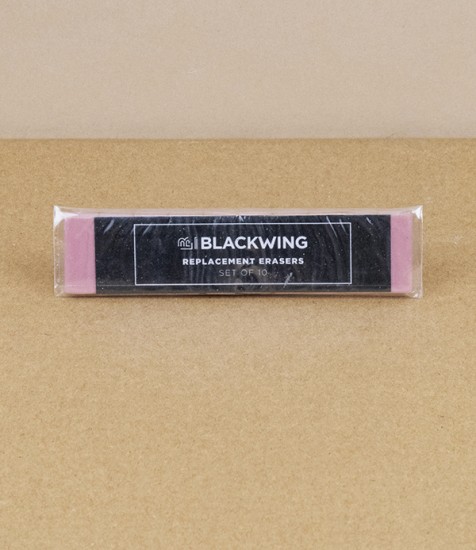 BLACKWING
REPLACEMENT ERASERS
SET OF 10